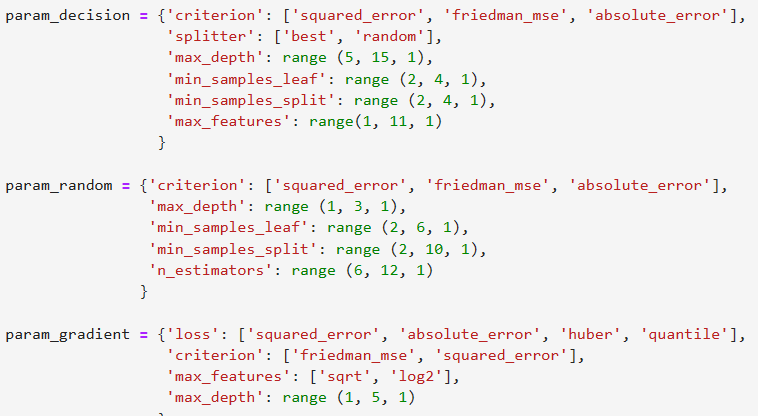 param_decision = {'criterion': ['squared_error', 'friedman_mse', 'absolute_error'],
'splitter': ['best', 'random'],
'max_depth': range (5, 15, 1),
'min_samples_leaf': range (2, 4, 1),
'min_samples_split': range (2, 4, 1),
'max_features': range(1, 11, 1)
}
param_random = {'criterion': ['squared_error', 'friedman_mse', 'absolute_error'],
'max_depth': range (1, 3, 1),
'min_samples_leaf': range (2, 6, 1),
'min_samples_split': range (2, 10, 1),
'n_estimators': range (6, 12, 1)
}
param_gradient = {'loss': ['squared_error', 'absolute_error', 'huber', 'quantile'],
'criterion': ['friedman_mse', 'squared_error'],
'max_features': ['sqrt', 'log2'],
'max_depth': range (1, 5, 1)